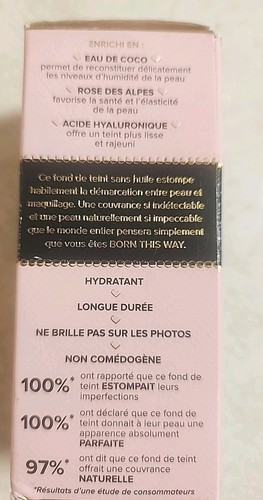 ENRICHI EN :
EAU DE COCO
permet de reconstituer délicatement
les niveaux d'humidité de la peau
ROSE DES ALPES
favorise la santé et l'élasticité
de la peau
ACIDE HYALURONIQUE
offre un teint plus lisse
et rajeuni
Ce fond de teint sans huile estompe
habilement la démarcation entre peau et
maquillage. Une couvrance si indétectable
et une peau naturellement si impeccable
que le monde entier pensera simplement
que vous êtes BORN THIS WAY.
HYDRATANT
LONGUE DURÉE
NE BRILLE PAS SUR LES PHOTOS
NON COMÉDOGÈNE
100%* ont rapporté que ce fond de
teint ESTOMPAIT leurs
imperfections
100%* ont déclaré que ce fond de
teint donnait à leur peau une
apparence absolument
PARFAITE
97%* ont dit que ce fond de teint
offrait une couvrance
NATURELLE
*Résultats d'une étude de consommateurs